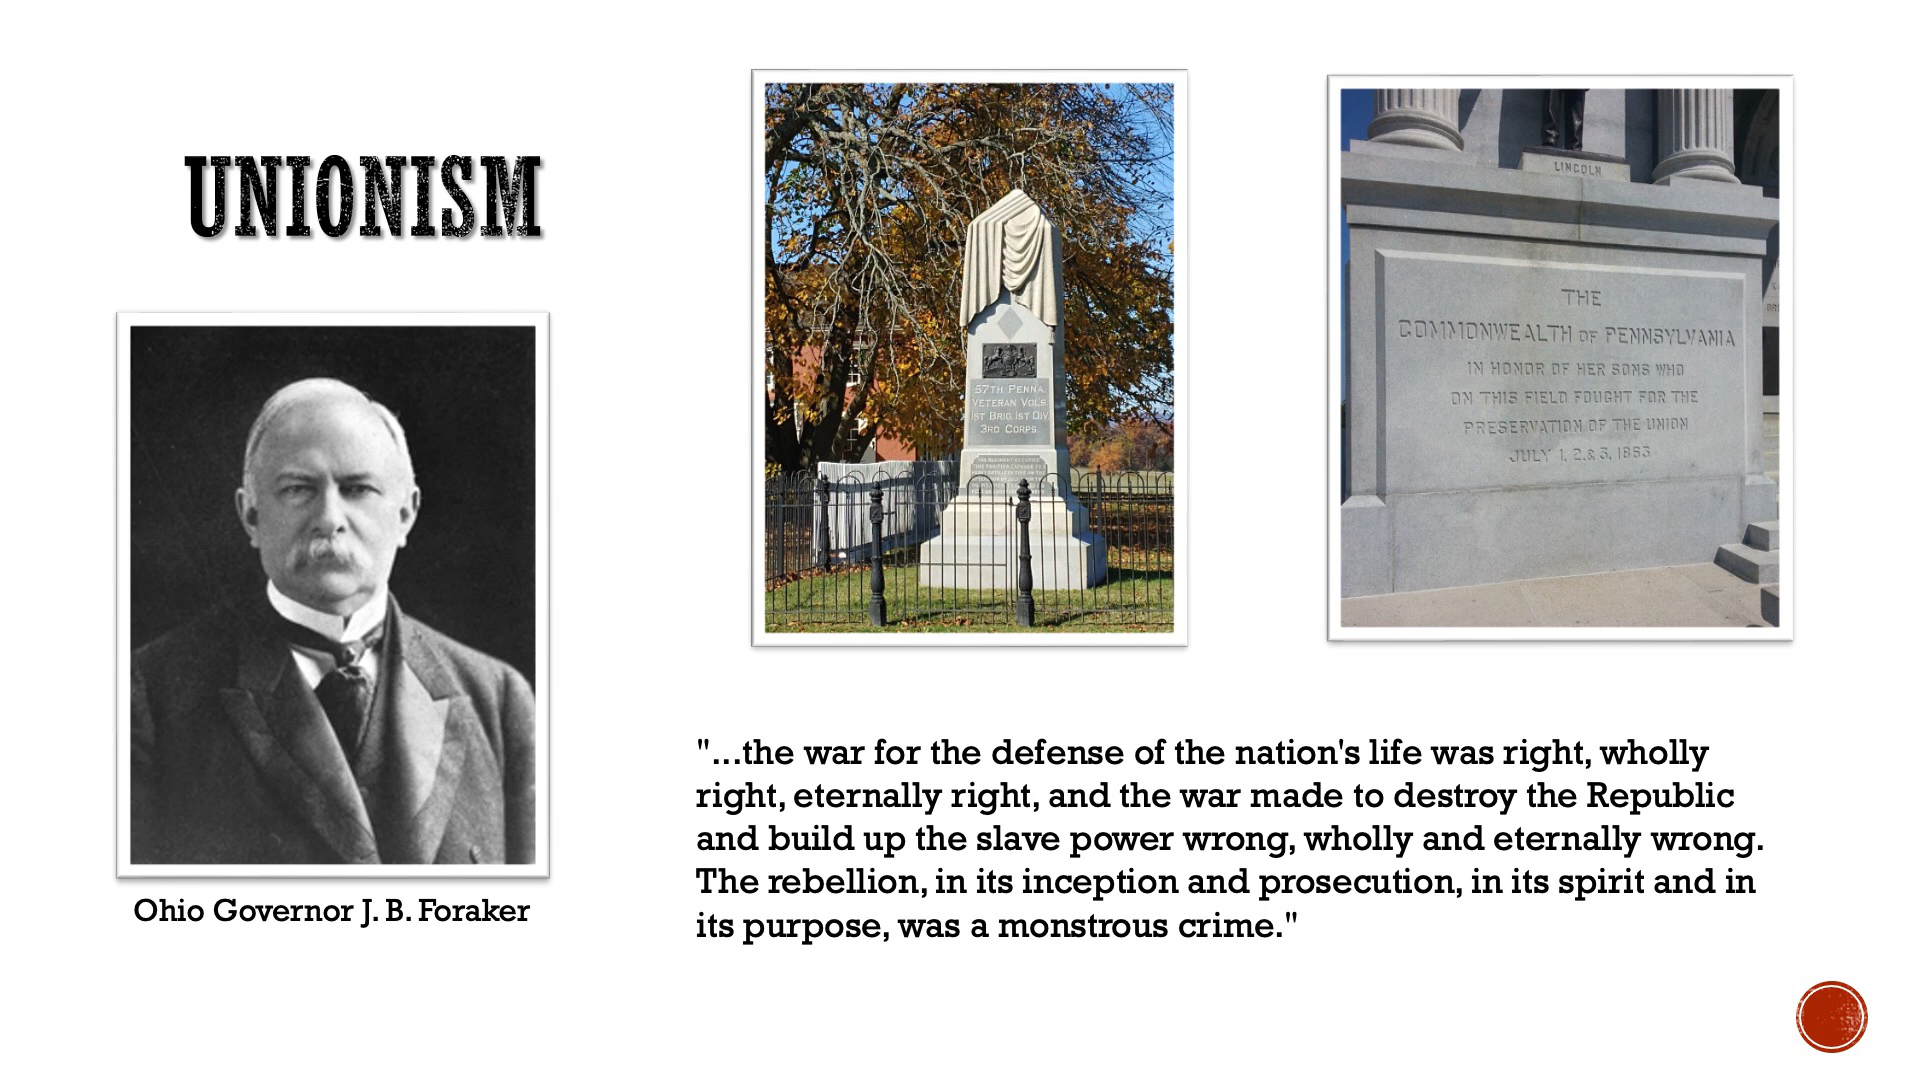 UNIONISM
57TH PENNA.
VETERAN VOLS.
1ST BRIG. 1ST DIV.
3RD CORPS.
LINCOLN
THE
COMMONWEALTH OF PENNSYLVANIA
IN HONOR OF HER SONS WHO
ON THIS FIELD FOUGHT FOR THE
PRESERVATION OF THE UNION
JULY 1, 2, & 3, 1863
Ohio Governor J. B. Foraker
"...the war for the defense of the nation's life was right, wholly
right, eternally right, and the war made to destroy the Republic
and build up the slave power wrong, wholly and eternally wrong.
The rebellion, in its inception and prosecution, in its spirit and in
its purpose, was a monstrous crime."